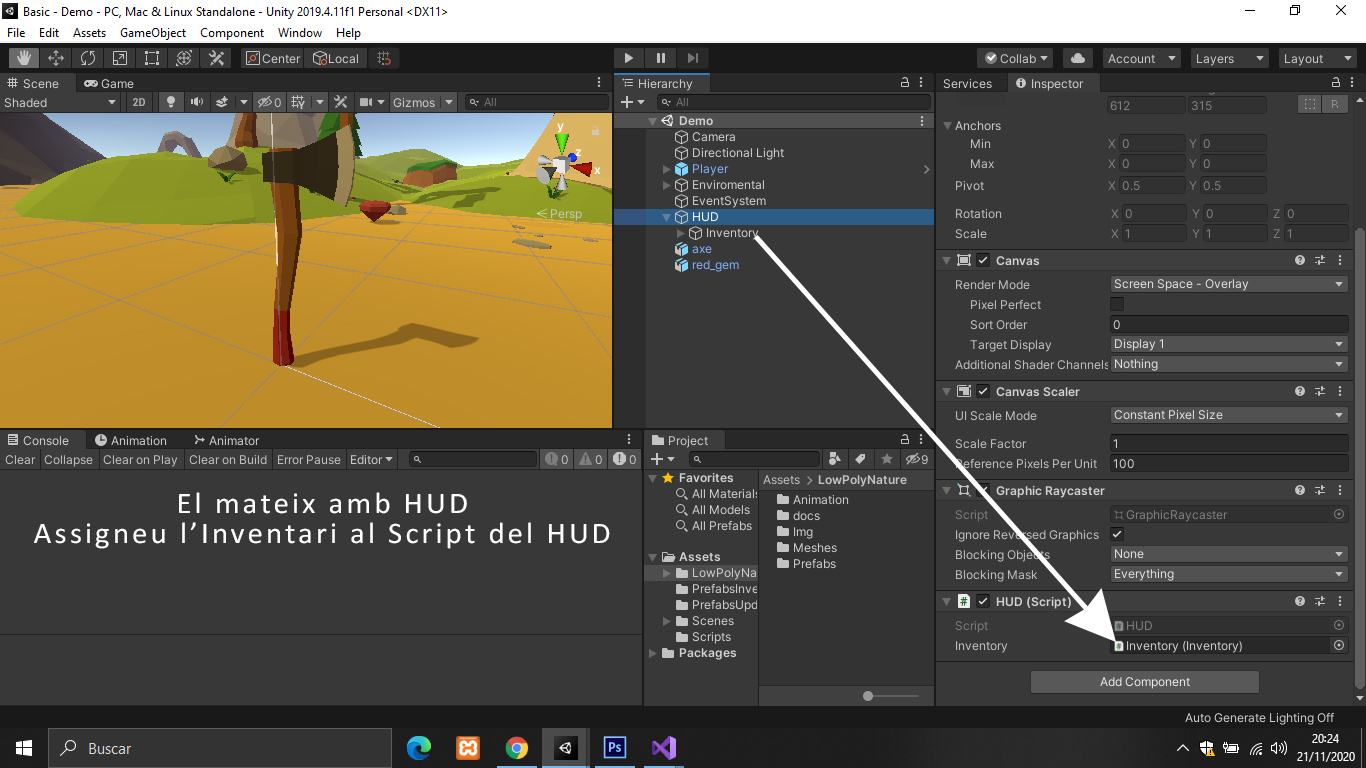 Basic - Demo - PC, Mac & Linux Standalone - Unity 2019.4.11f1 Personal <DX11>
File Edit Assets GameObject Component Window Help
Center Local Collab Account Layers Layout
Scene Game
Shaded 2D 0 Gizmos All
y
z
x
Persp
Hierarchy
All
Demo
Camera
Directional Light
Player
Enviromental
EventSystem
HUD
Inventory
axe
red_gem
Services Inspector
612 315 R
Anchors
Min X 0 Y 0
Max X 0 Y 0
Pivot X 0.5 Y 0.5
Rotation X 0 Y 0 Z 0
Scale X 1 Y 1 Z 1
Canvas
Render Mode Screen Space - Overlay
Pixel Perfect
Sort Order 0
Target Display Display 1
Additional Shader Channels Nothing
Canvas Scaler
UI Scale Mode Constant Pixel Size
Scale Factor 1
Reference Pixels Per Unit 100
Graphic Raycaster
Script GraphicRaycaster
Ignore Reversed Graphics
Blocking Objects None
Blocking Mask Everything
# HUD (Script)
Script HUD
Inventory Inventory (Inventory)
Add Component
Console Animation Animator
Clear Collapse Clear on Play Clear on Build Error Pause Editor 0 0 0
El mateix amb HUD
Assigneu l’Inventari al Script del HUD
Project
9
Favorites
All Materials
All Models
All Prefabs
Assets
LowPolyNa
PrefabsInve
PrefabsUpd
Scenes
Scripts
Packages
Assets > LowPolyNature
Animation
docs
Img
Meshes
Prefabs
Auto Generate Lighting Off
Buscar
Ps
20:24
21/11/2020